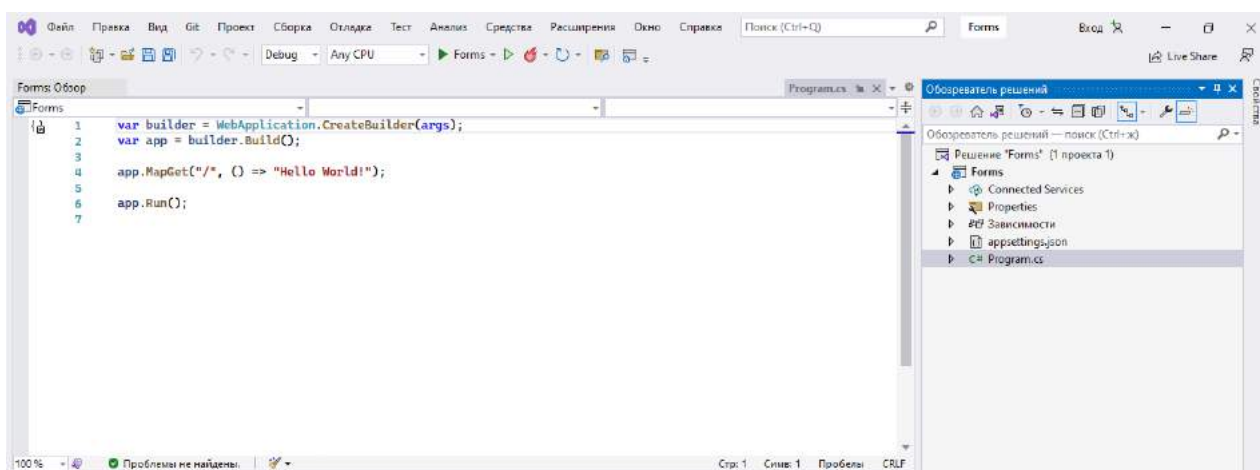 Файл Правка Вид Git Проект Сборка Отладка Тест Анализ Средства Расширения Окно Справка Поиск (Ctrl+Q) Forms Вход
Debug Any CPU Forms Live Share
Forms: Обзор Program.cs Обозреватель решений Свойства
Forms
Обозреватель решений — поиск (Ctrl+ж)
1 var builder = WebApplication.CreateBuilder(args);
2 var app = builder.Build();
3
4 app.MapGet("/", () => "Hello World!");
5
6 app.Run();
7
Решение "Forms" (1 проекта 1)
Forms
Connected Services
Properties
Зависимости
appsettings.json
C# Program.cs
100 % Проблемы не найдены. Стр: 1 Симв: 1 Пробелы CRLF